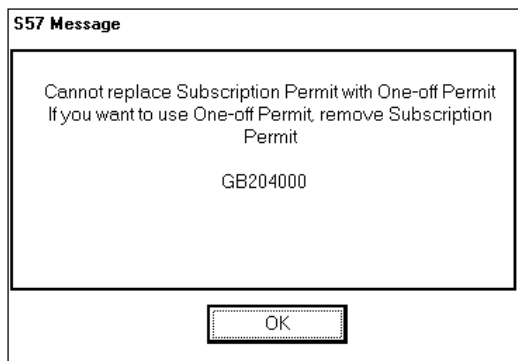 S57 Message
Cannot replace Subscription Permit with One-off Permit
If you want to use One-off Permit, remove Subscription
Permit
GB204000
OK